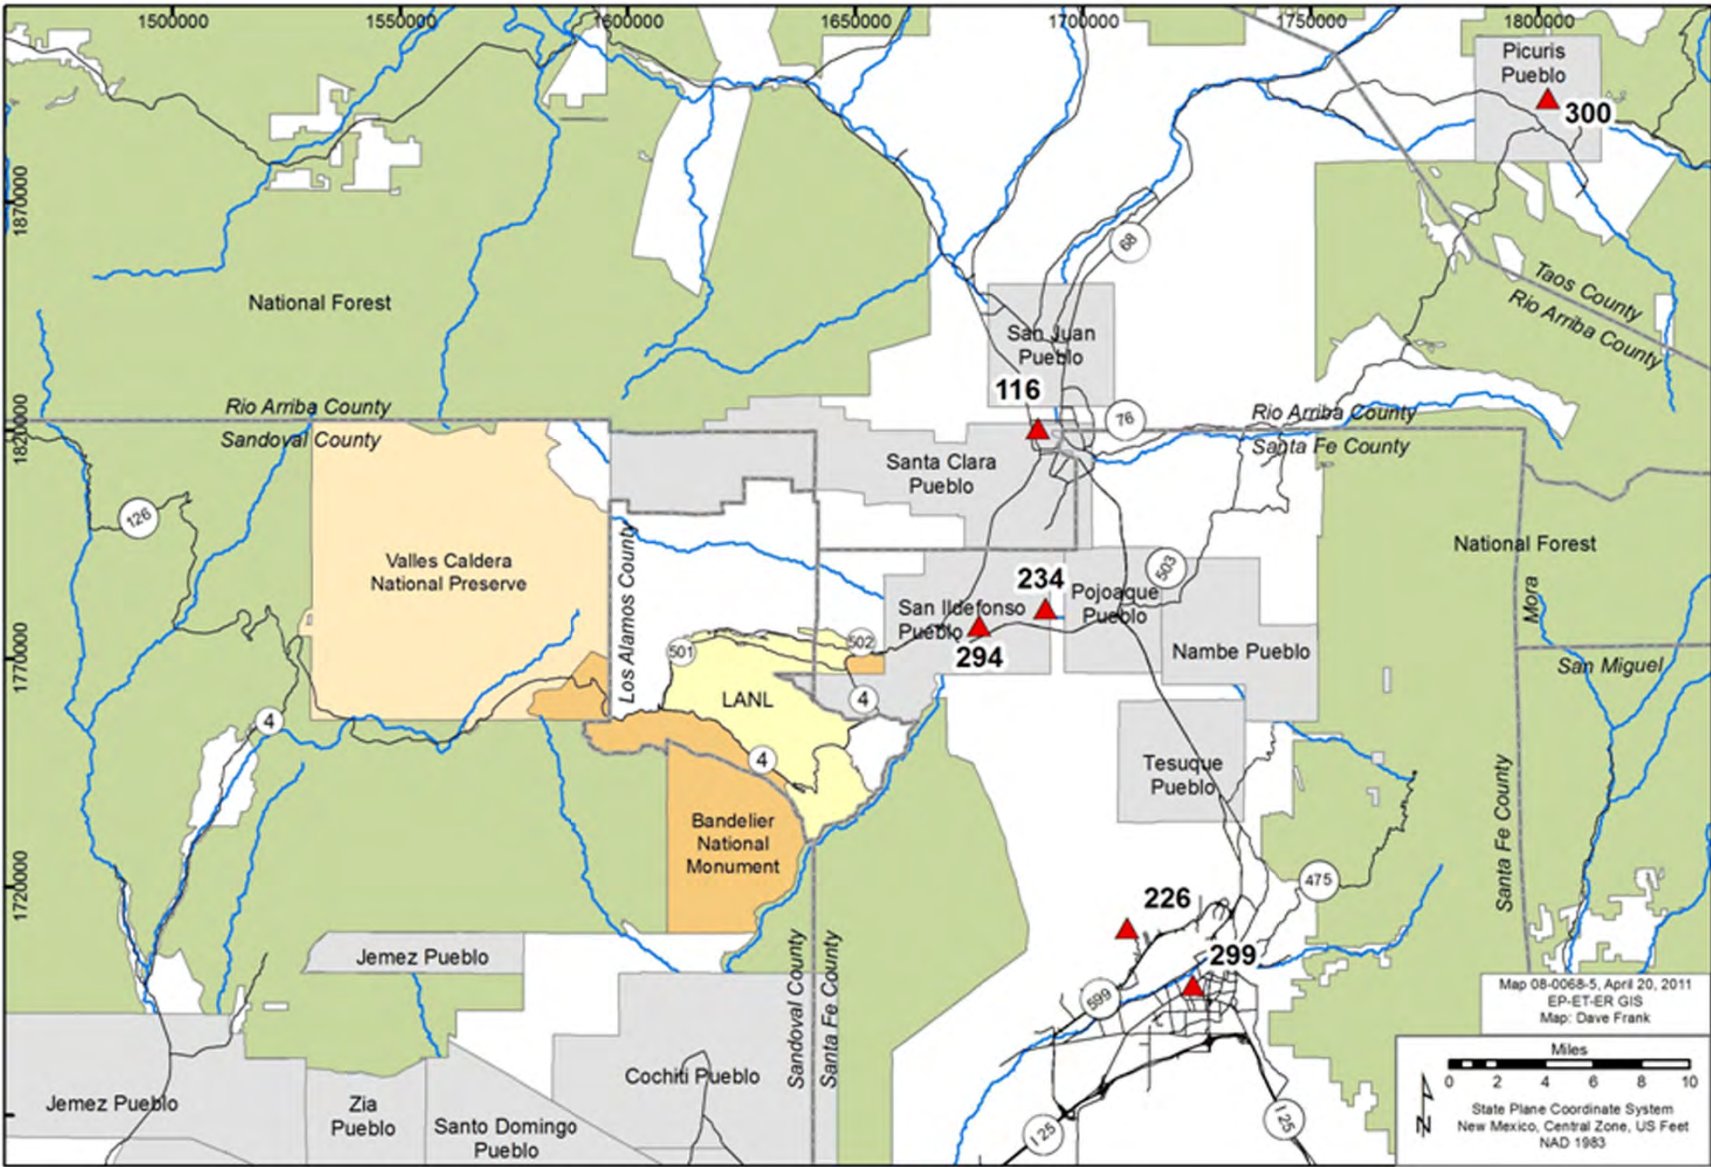 1500000
1550000
1600000
1650000
1700000
1750000
1800000
1870000
1820000
1770000
1720000
Picuris
Pueblo
300
68
National Forest
Taos County
Rio Arriba County
San Juan
Pueblo
116
76
Rio Arriba County
Sandoval County
Rio Arriba County
Santa Fe County
Santa Clara
Pueblo
126
Valles Caldera
National Preserve
Los Alamos County
National Forest
503
234
Pojoaque
Pueblo
San Ildefonso
Pueblo
294
Mora
San Miguel
501
502
Nambe Pueblo
LANL
4
4
4
Tesuque
Pueblo
Bandelier
National
Monument
Santa Fe County
475
226
299
599
Jemez Pueblo
Sandoval County
Santa Fe County
Cochiti Pueblo
Jemez Pueblo
Zia
Pueblo
Santo Domingo
Pueblo
I 25
I 25
Map 08-0068-5, April 20, 2011
EP-ET-ER GIS
Map: Dave Frank
Miles
0 2 4 6 8 10
N
State Plane Coordinate System
New Mexico, Central Zone, US Feet
NAD 1983